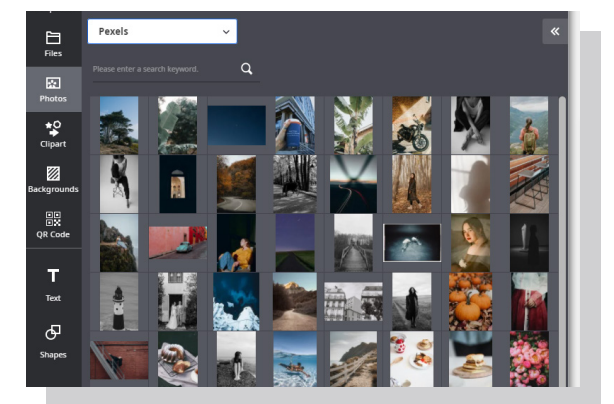 Pexels
Files
Please enter a search keyword.
Photos
Clipart
Backgrounds
QR Code
Text
Shapes